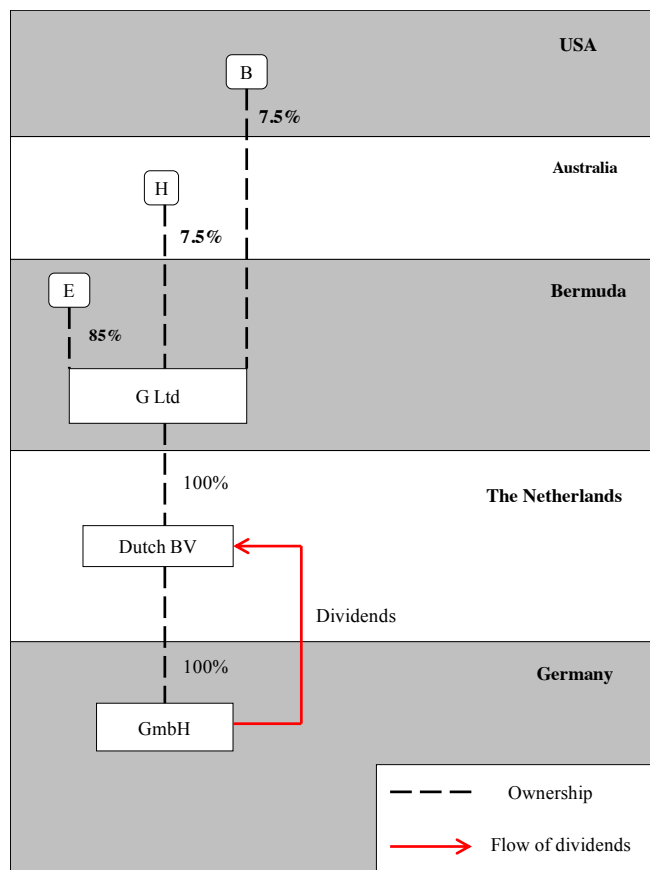 USA
B
7.5%
Australia
H
7.5%
Bermuda
E
85%
G Ltd
100%
The Netherlands
Dutch BV
Dividends
100%
Germany
GmbH
Ownership
Flow of dividends